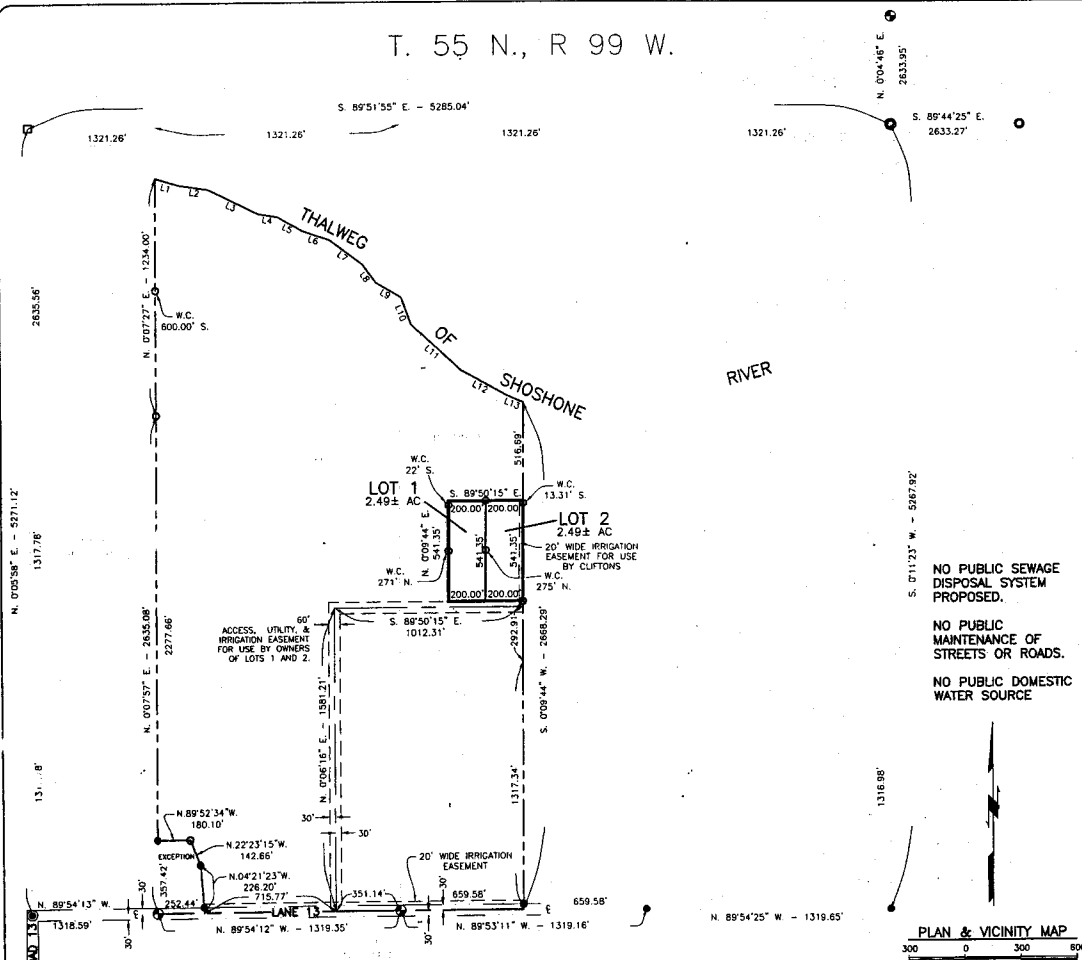 T. 55 N., R 99 W.
N. 0°04'46" E.
2633.95'
S. 89°51'55" E. - 5285.04'
1321.26'
1321.26'
1321.26'
1321.26'
S. 89°44'25" E.
2633.27'
L1
L2
L3
L4
L5
L6
L7
L8
L9
L10
L11
L12
L13
THALWEG
OF
SHOSHONE
RIVER
N. 0°07'27" E. - 1234.00'
W.C.
600.00' S.
2635.56'
516.69'
W.C.
22' S.
S. 89°50'15" E.
W.C.
13.31' S.
LOT 1
2.49± AC
200.00'
200.00'
LOT 2
2.49± AC
N. 0°09'44" E.
541.35'
541.35'
541.35'
20' WIDE IRRIGATION
EASEMENT FOR USE
BY CLIFTONS
W.C.
271' N.
W.C.
275' N.
200.00'
200.00'
N. 0°05'58" E. - 5271.12'
1317.78'
S. 0°11'23" W. - 5267.92'
NO PUBLIC SEWAGE
DISPOSAL SYSTEM
PROPOSED.
NO PUBLIC
MAINTENANCE OF
STREETS OR ROADS.
NO PUBLIC DOMESTIC
WATER SOURCE
60'
ACCESS, UTILITY, &
IRRIGATION EASEMENT
FOR USE BY OWNERS
OF LOTS 1 AND 2.
S. 89°50'15" E.
1012.31'
292.91'
N. 0°07'57" E. - 2635.08'
2277.66'
N. 0°06'16" E. - 1581.21'
S. 0°09'44" W. - 2668.29'
1317.34'
1316.98'
30'
30'
N.89°52'34"W.
180.10'
EXCEPTION
N.22°23'15"W.
142.66'
357.42'
N.04°21'23"W.
226.20'
20' WIDE IRRIGATION
EASEMENT
N. 89°54'13" W.
30'
252.44'
715.77'
351.14'
30'
659.58'
659.58'
1318.59'
30'
LANE 13
N. 89°54'12" W. - 1319.35'
30'
N. 89°53'11" W. - 1319.16'
N. 89°54'25" W. - 1319.65'
PLAN & VICINITY MAP
300 0 300